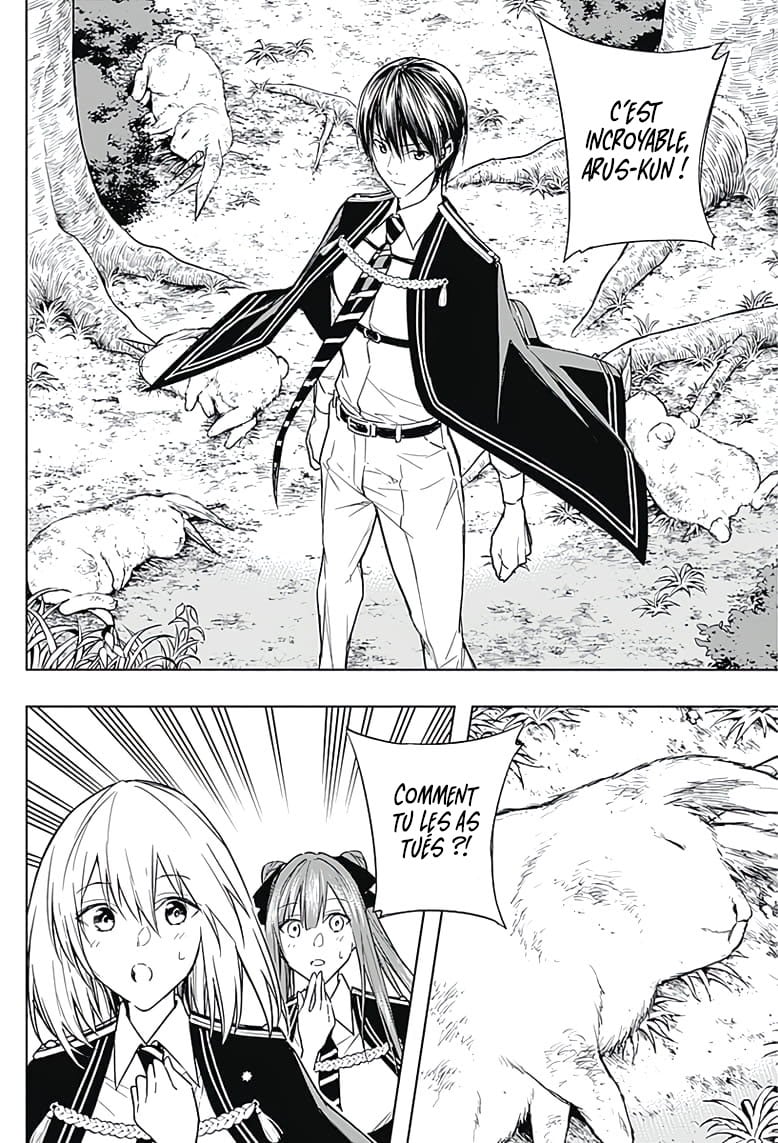 C'EST
INCROYABLE,
ARUS-KUN !
COMMENT
TU LES AS
TUÉS ?!